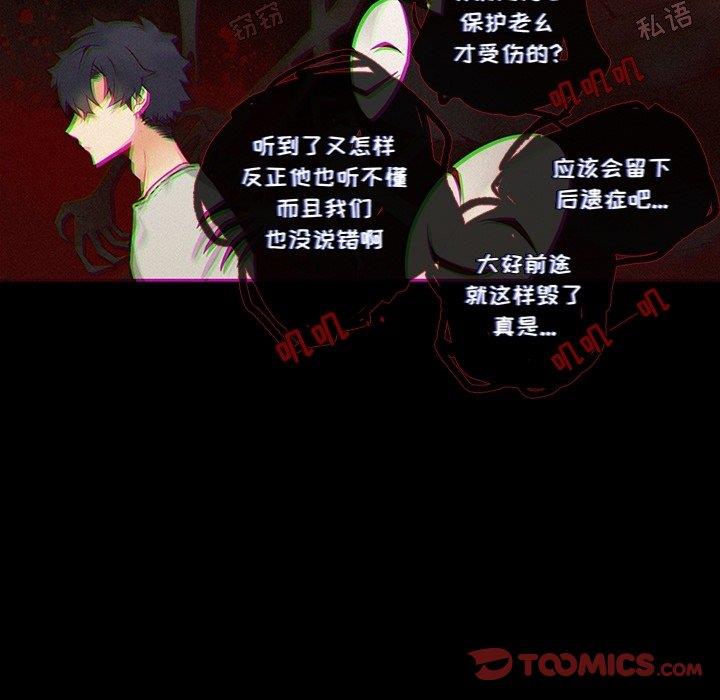 保护老幺
才受伤的?
窃窃
私语
叽叽叽
听到了又怎样
反正他也听不懂
而且我们
也没说错啊
应该会留下
后遗症吧...
大好前途
就这样毁了
真是...
叽叽
叽叽—叽
TOOMICS.COM